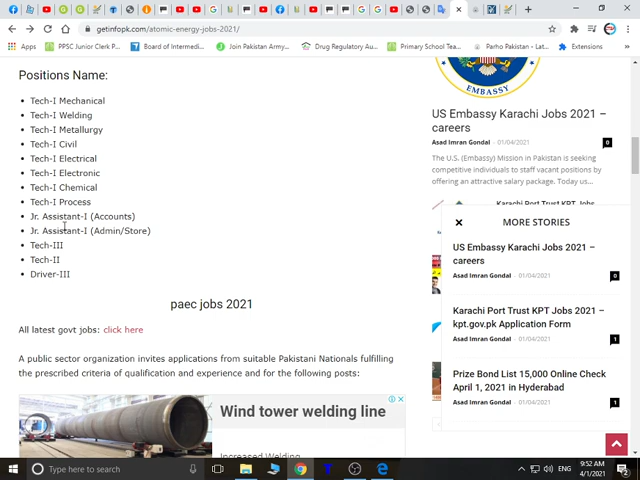 getinfopk.com/atomic-energy-jobs-2021/
Apps
PPSC Junior Clerk P...
Board of Intermedi...
Join Pakistan Army...
Drug Regulatory Au...
Primary School Tea...
Parho Pakistan - Lat...
Extensions
Positions Name:
Tech-I Mechanical
Tech-I Welding
Tech-I Metallurgy
Tech-I Civil
Tech-I Electrical
Tech-I Electronic
Tech-I Chemical
Tech-I Process
Jr. Assistant-I (Accounts)
Jr. Assistant-I (Admin/Store)
Tech-III
Tech-II
Driver-III
paec jobs 2021
All latest govt jobs: click here
A public sector organization invites applications from suitable Pakistani Nationals fulfilling
the prescribed criteria of qualification and experience and for the following posts:
Wind tower welding line
Increased Welding
EMBASSY
US Embassy Karachi Jobs 2021 –
careers
Asad Imran Gondal - 01/04/2021
0
The U.S. (Embassy) Mission in Pakistan is seeking
competitive individuals to staff vacant positions by
offering an attractive salary package. Today us...
Karachi Port Trust KPT Jobs
MORE STORIES
US Embassy Karachi Jobs 2021 –
careers
Asad Imran Gondal - 01/04/2021
0
Karachi Port Trust KPT Jobs 2021 –
kpt.gov.pk Application Form
Asad Imran Gondal - 01/04/2021
1
Prize Bond List 15,000 Online Check
April 1, 2021 in Hyderabad
Asad Imran Gondal - 01/04/2021
1
Type here to search
ENG
9:52 AM
4/1/2021